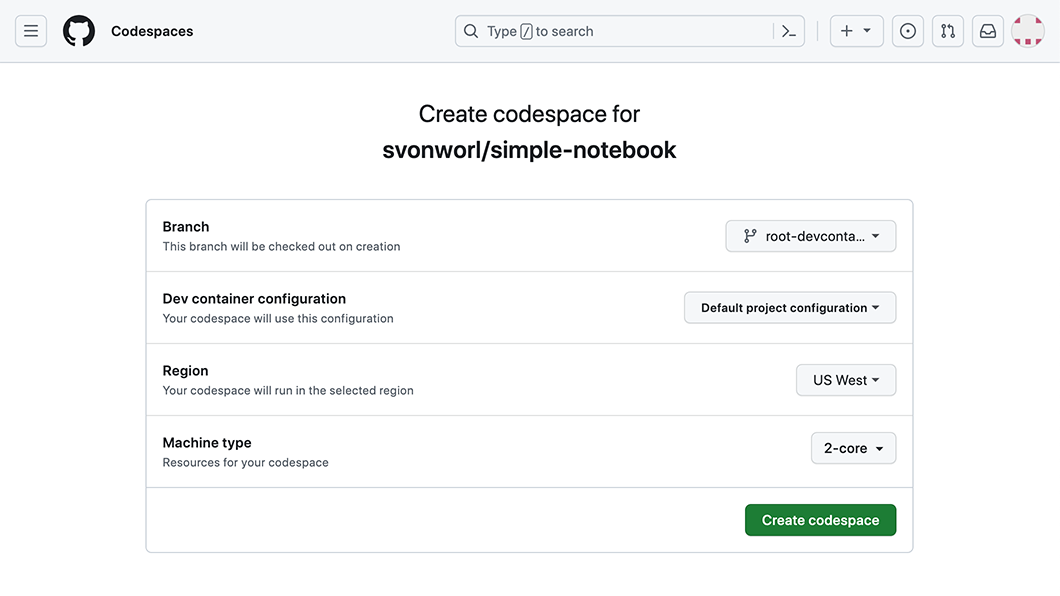 Codespaces
Type / to search
Create codespace for
svonworl/simple-notebook
Branch
This branch will be checked out on creation
root-devconta...
Dev container configuration
Your codespace will use this configuration
Default project configuration
Region
Your codespace will run in the selected region
US West
Machine type
Resources for your codespace
2-core
Create codespace